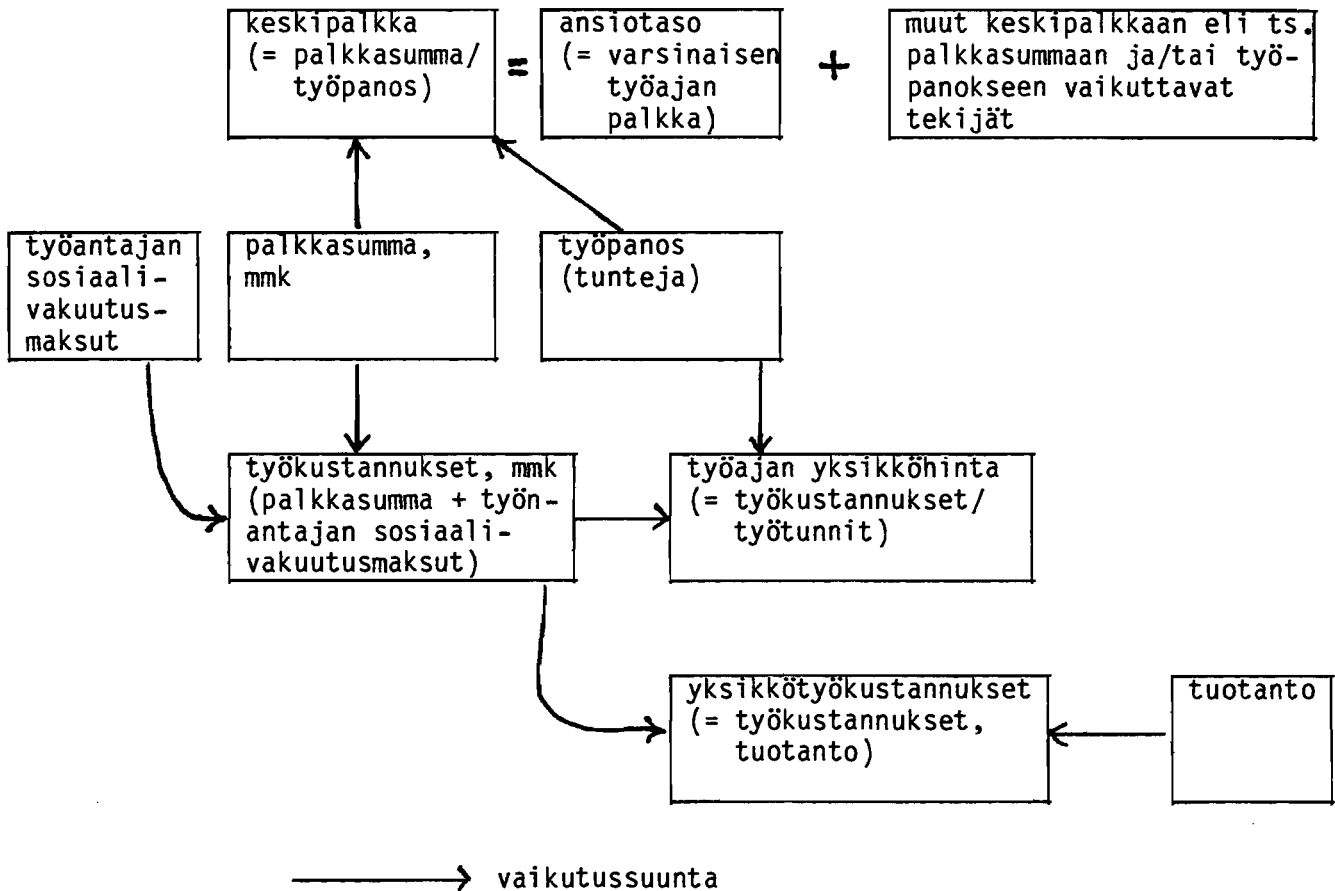 keskipalkka
(= palkkasumma/
työpanos)
=
ansiotaso
(= varsinaisen
työajan
palkka)
+
muut keskipalkkaan eli ts.
palkkasummaan ja/tai työ-
panokseen vaikuttavat
tekijät
työantajan
sosiaali-
vakuutus-
maksut
palkkasumma,
mmk
työpanos
(tunteja)
työkustannukset, mmk
(palkkasumma + työn-
antajan sosiaali-
vakuutusmaksut)
työajan yksikköhinta
(= työkustannukset/
työtunnit)
yksikkötyökustannukset
(= työkustannukset,
tuotanto)
tuotanto
vaikutussuunta